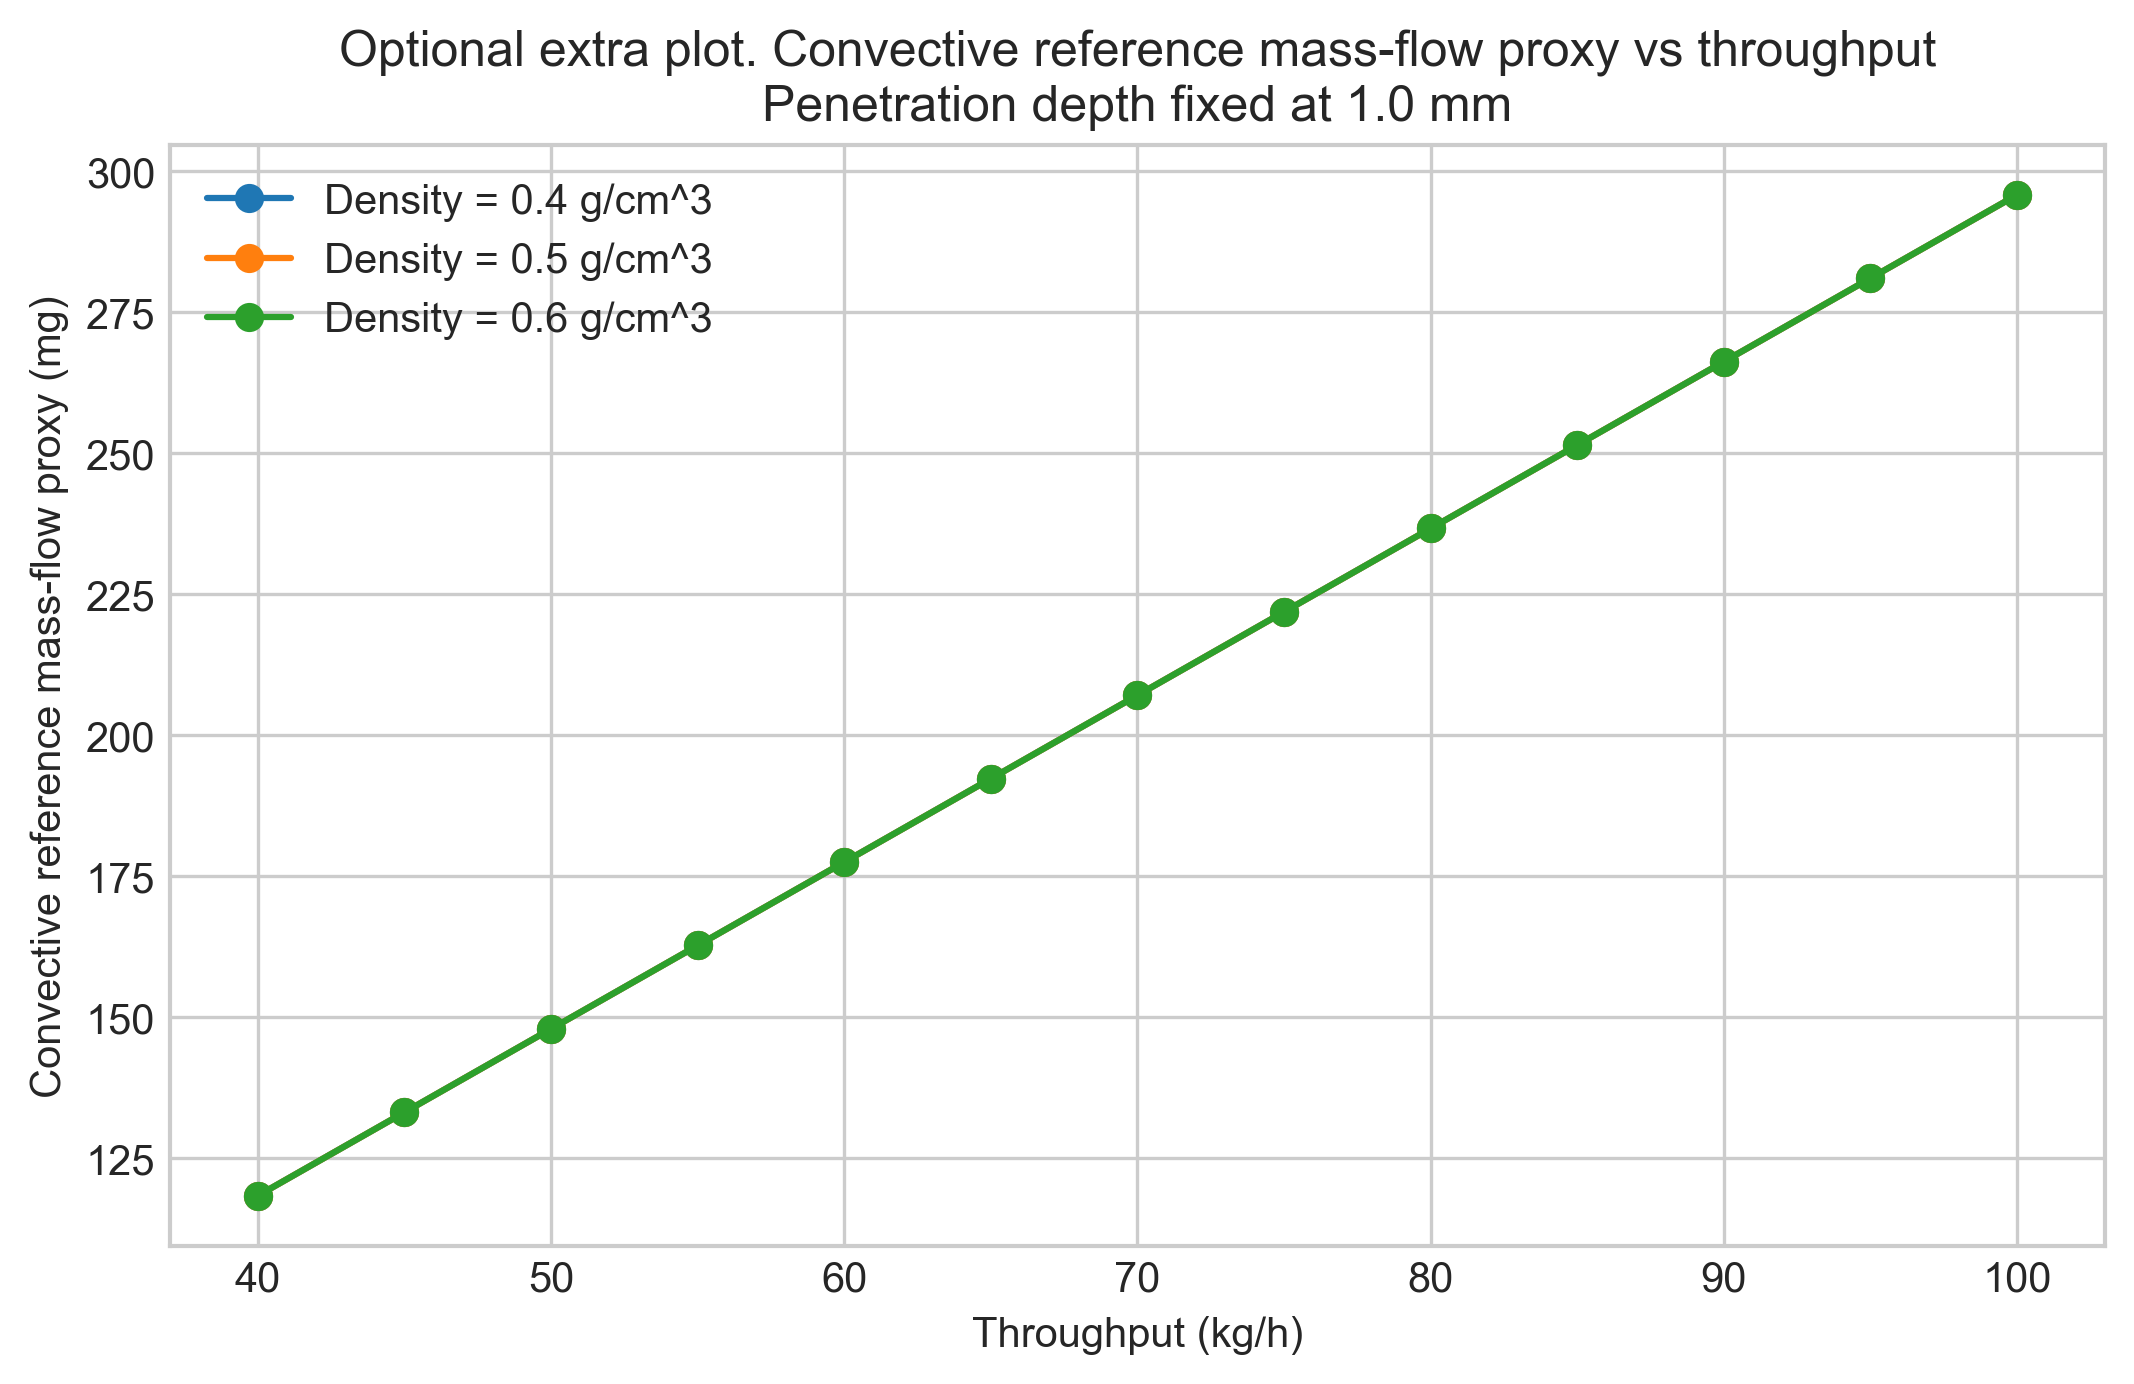 Optional extra plot. Convective reference mass-flow proxy vs throughput
Penetration depth fixed at 1.0 mm
Convective reference mass-flow proxy (mg)
300
275
250
225
200
175
150
125
Density = 0.4 g/cm^3
Density = 0.5 g/cm^3
Density = 0.6 g/cm^3
40 50 60 70 80 90 100
Throughput (kg/h)